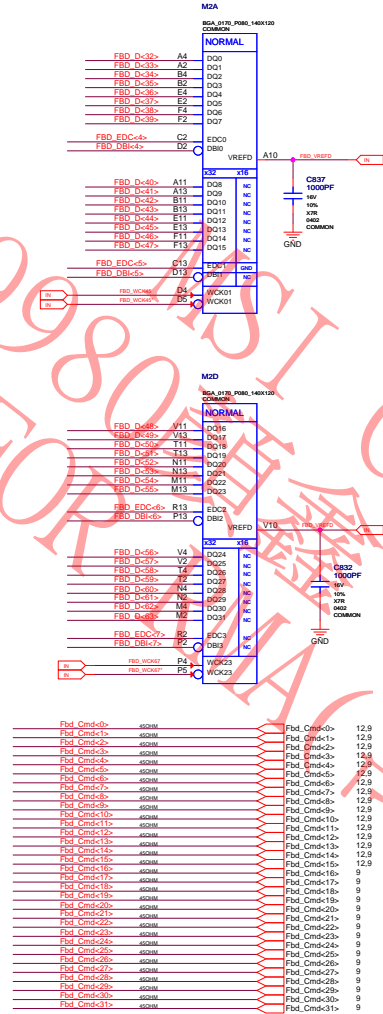 M2A
BGA_0170_P080_140X120
COMMON
NORMAL
FBD_D<32> A4 DQ0
FBD_D<33> A2 DQ1
FBD_D<34> B4 DQ2
FBD_D<35> B2 DQ3
FBD_D<36> E4 DQ4
FBD_D<37> E2 DQ5
FBD_D<38> F4 DQ6
FBD_D<39> F2 DQ7
FBD_EDC<4> C2 EDC0
FBD_DBI<4> D2 DBI0
VREFD A10 FBD_VREFD IN
x32 x16
FBD_D<40> A11 DQ8 NC
FBD_D<41> A13 DQ9 NC
FBD_D<42> B11 DQ10 NC
FBD_D<43> B13 DQ11 NC
FBD_D<44> E11 DQ12 NC
FBD_D<45> E13 DQ13 NC
FBD_D<46> F11 DQ14 NC
FBD_D<47> F13 DQ15 NC
FBD_EDC<5> C13 EDC1 GND
FBD_DBI<5> D13 DBI1 NC
IN FBD_WCK45 D4 WCK01
IN FBD_WCK45* D5 WCK01
C837
1000PF
16V
10%
X7R
0402
COMMON
GND
M2D
BGA_0170_P080_140X120
COMMON
NORMAL
FBD_D<48> V11 DQ16
FBD_D<49> V13 DQ17
FBD_D<50> T11 DQ18
FBD_D<51> T13 DQ19
FBD_D<52> N11 DQ20
FBD_D<53> N13 DQ21
FBD_D<54> M11 DQ22
FBD_D<55> M13 DQ23
FBD_EDC<6> R13 EDC2
FBD_DBI<6> P13 DBI2
VREFD V10 FBD_VREFD IN
x32 x16
FBD_D<56> V4 DQ24 NC
FBD_D<57> V2 DQ25 NC
FBD_D<58> T4 DQ26 NC
FBD_D<59> T2 DQ27 NC
FBD_D<60> N4 DQ28 NC
FBD_D<61> N2 DQ29 NC
FBD_D<62> M4 DQ30 NC
FBD_D<63> M2 DQ31 NC
FBD_EDC<7> R2 EDC3 NC
FBD_DBI<7> P2 DBI3 NC
IN FBD_WCK67 P4 WCK23
IN FBD_WCK67* P5 WCK23
C832
1000PF
16V
10%
X7R
0402
COMMON
GND
Fbd_Cmd<0> 45OHM Fbd_Cmd<0> 12,9
Fbd_Cmd<1> 45OHM Fbd_Cmd<1> 12,9
Fbd_Cmd<2> 45OHM Fbd_Cmd<2> 12,9
Fbd_Cmd<3> 45OHM Fbd_Cmd<3> 12,9
Fbd_Cmd<4> 45OHM Fbd_Cmd<4> 12,9
Fbd_Cmd<5> 45OHM Fbd_Cmd<5> 12,9
Fbd_Cmd<6> 45OHM Fbd_Cmd<6> 12,9
Fbd_Cmd<7> 45OHM Fbd_Cmd<7> 12,9
Fbd_Cmd<8> 45OHM Fbd_Cmd<8> 12,9
Fbd_Cmd<9> 45OHM Fbd_Cmd<9> 12,9
Fbd_Cmd<10> 45OHM Fbd_Cmd<10> 12,9
Fbd_Cmd<11> 45OHM Fbd_Cmd<11> 12,9
Fbd_Cmd<12> 45OHM Fbd_Cmd<12> 12,9
Fbd_Cmd<13> 45OHM Fbd_Cmd<13> 12,9
Fbd_Cmd<14> 45OHM Fbd_Cmd<14> 12,9
Fbd_Cmd<15> 45OHM Fbd_Cmd<15> 12,9
Fbd_Cmd<16> 45OHM Fbd_Cmd<16> 9
Fbd_Cmd<17> 45OHM Fbd_Cmd<17> 9
Fbd_Cmd<18> 45OHM Fbd_Cmd<18> 9
Fbd_Cmd<19> 45OHM Fbd_Cmd<19> 9
Fbd_Cmd<20> 45OHM Fbd_Cmd<20> 9
Fbd_Cmd<21> 45OHM Fbd_Cmd<21> 9
Fbd_Cmd<22> 45OHM Fbd_Cmd<22> 9
Fbd_Cmd<23> 45OHM Fbd_Cmd<23> 9
Fbd_Cmd<24> 45OHM Fbd_Cmd<24> 9
Fbd_Cmd<25> 45OHM Fbd_Cmd<25> 9
Fbd_Cmd<26> 45OHM Fbd_Cmd<26> 9
Fbd_Cmd<27> 45OHM Fbd_Cmd<27> 9
Fbd_Cmd<28> 45OHM Fbd_Cmd<28> 9
Fbd_Cmd<29> 45OHM Fbd_Cmd<29> 9
Fbd_Cmd<30> 45OHM Fbd_Cmd<30> 9
Fbd_Cmd<31> 45OHM Fbd_Cmd<31> 9
MSI